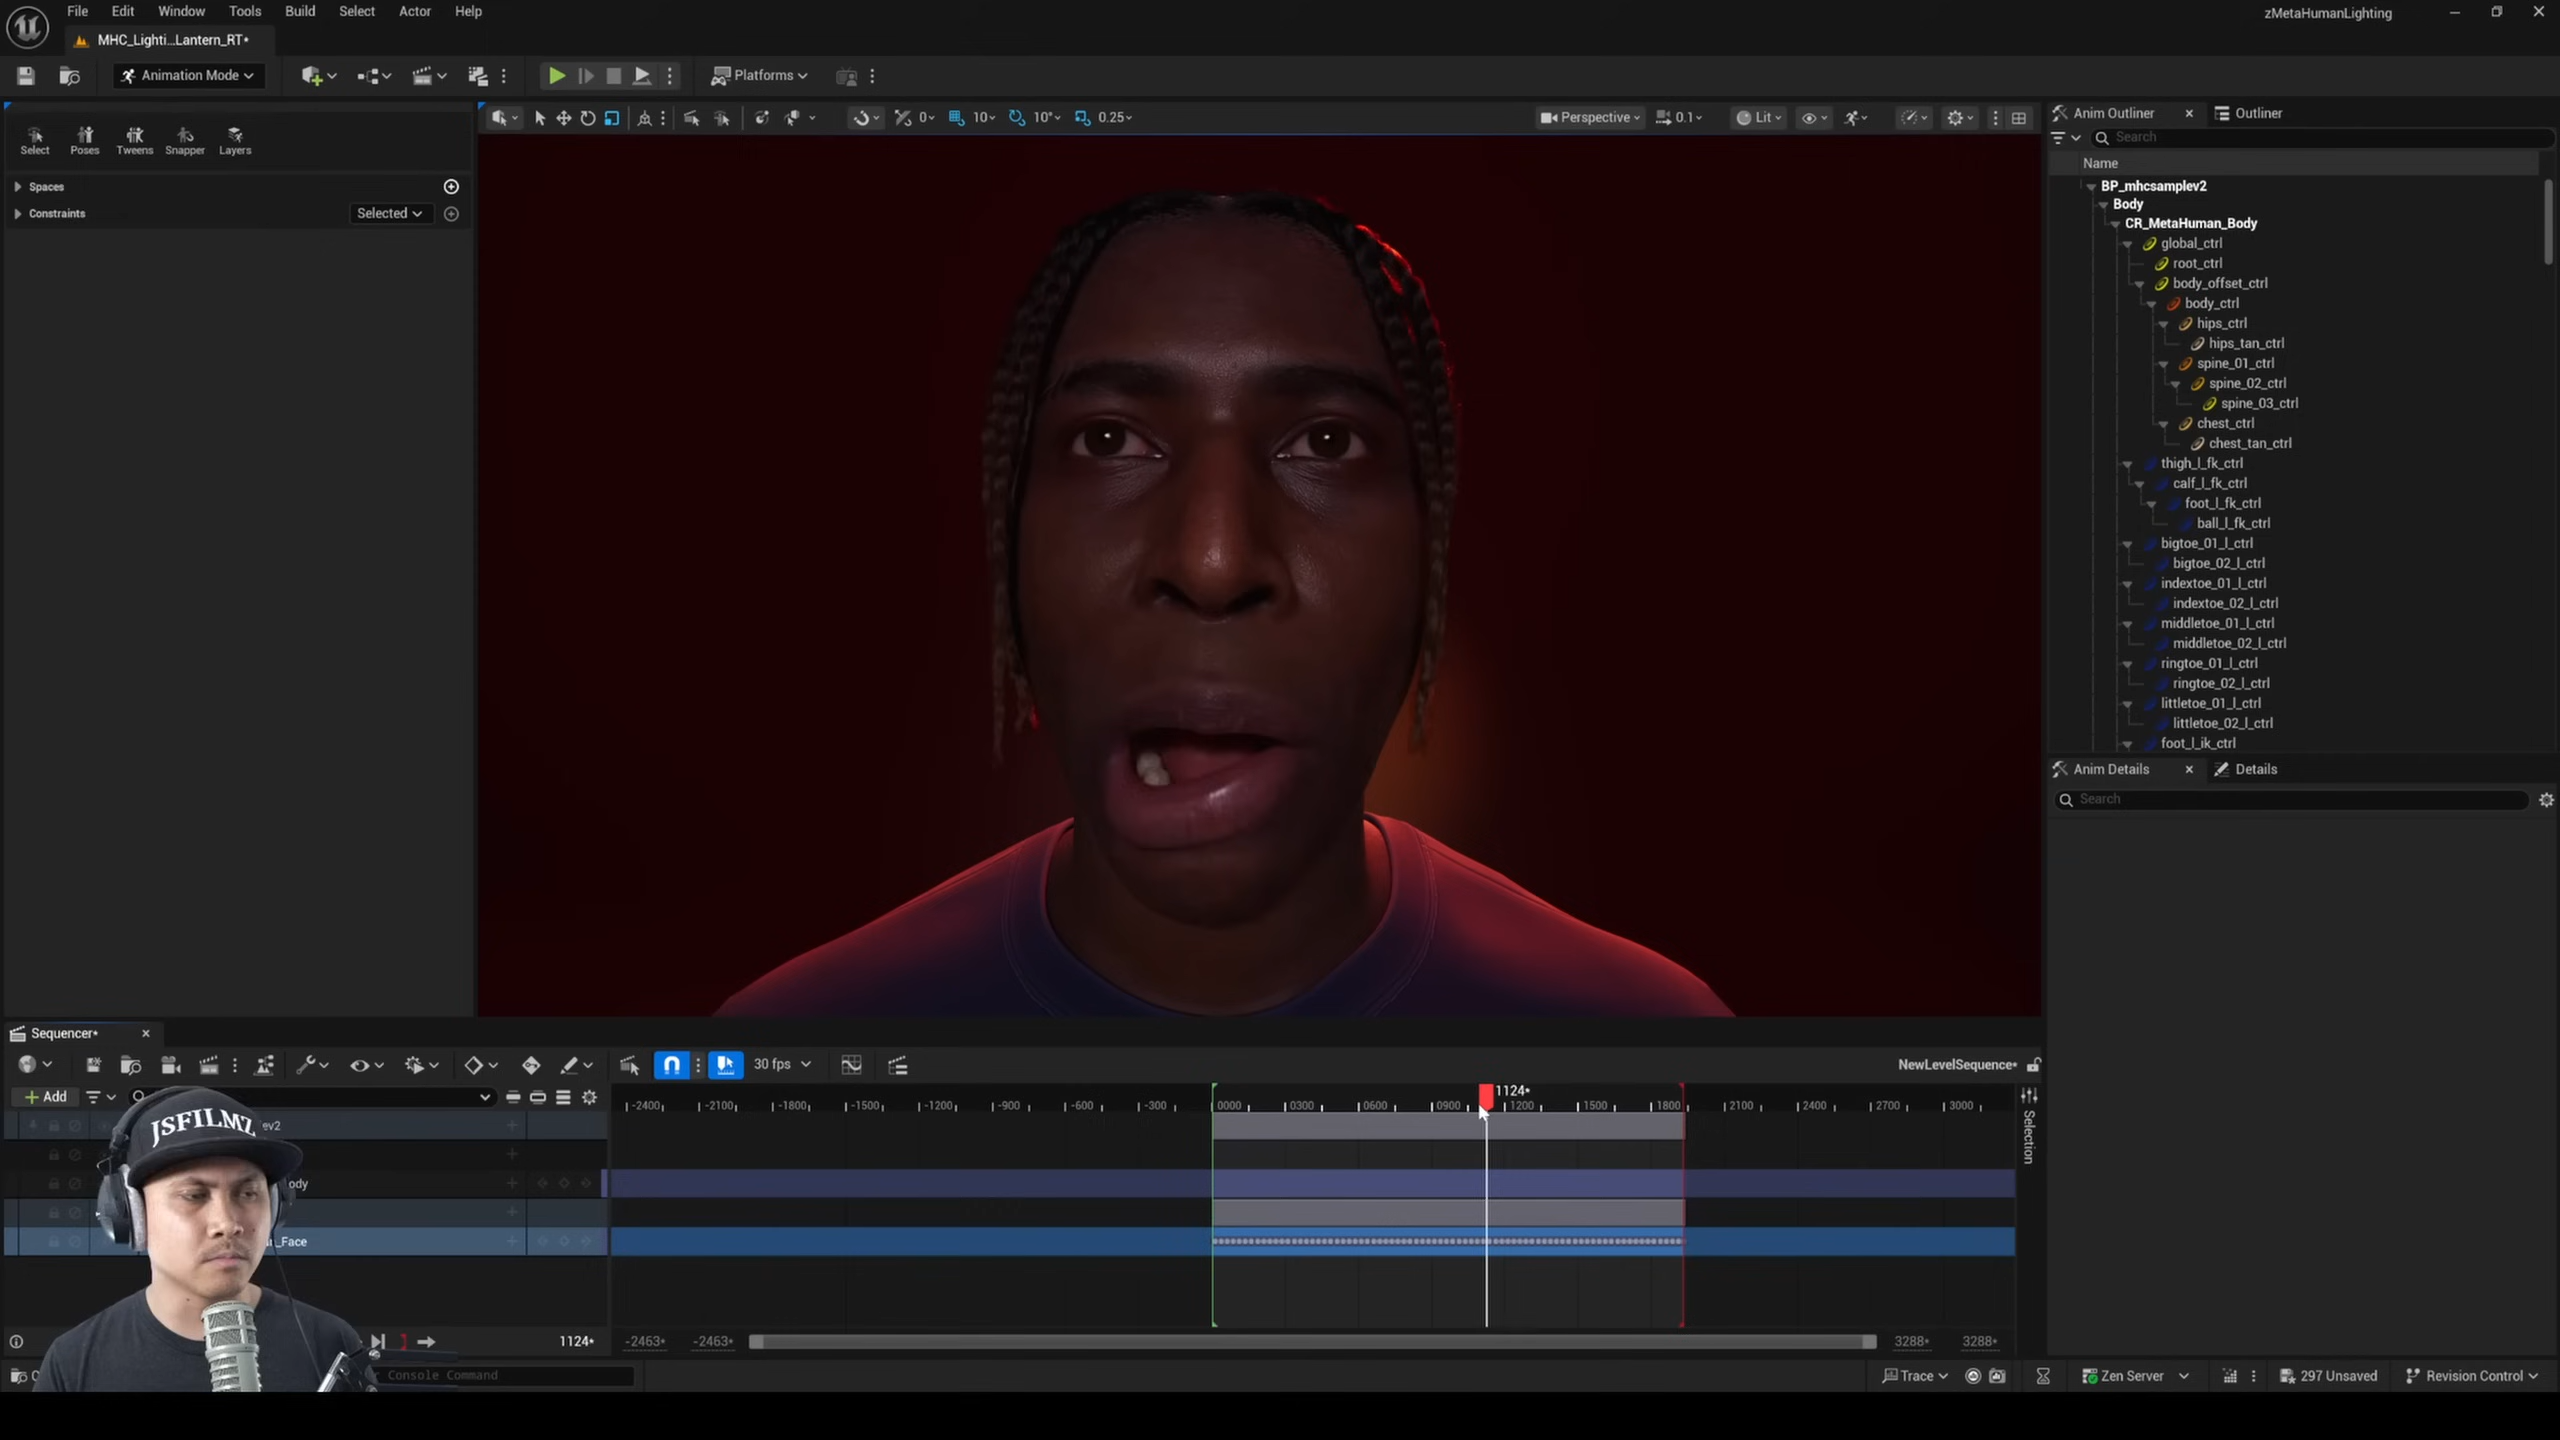 File Edit Window Tools Build Select Actor Help
zMetaHumanLighting
MHC_Lighti...Lantern_RT*
Animation Mode
Platforms
Select Poses Tweens Snapper Layers
Spaces
Constraints
Selected
0 10 10° 0.25
Perspective 0.1 Lit
Anim Outliner
Outliner
Search
Name
BP_mhcsamplev2
Body
CR_MetaHuman_Body
global_ctrl
root_ctrl
body_offset_ctrl
body_ctrl
hips_ctrl
hips_tan_ctrl
spine_01_ctrl
spine_02_ctrl
spine_03_ctrl
chest_ctrl
chest_tan_ctrl
thigh_l_fk_ctrl
calf_l_fk_ctrl
foot_l_fk_ctrl
ball_l_fk_ctrl
bigtoe_01_l_ctrl
bigtoe_02_l_ctrl
indextoe_01_l_ctrl
indextoe_02_l_ctrl
middletoe_01_l_ctrl
middletoe_02_l_ctrl
ringtoe_01_l_ctrl
ringtoe_02_l_ctrl
littletoe_01_l_ctrl
littletoe_02_l_ctrl
foot_l_ik_ctrl
Anim Details
Details
Search
Sequencer*
30 fps
NewLevelSequence*
Add
1124*
-2400 -2100 -1800 -1500 -1200 -900 -600 -300 0000 0300 0600 0900 1200 1500 1800 2100 2400 2700 3000
Selection
JSFILMZ
ev2
ody
_Face
1124*
-2463* -2463* 3288* 3288*
Console Command
Trace
Zen Server
297 Unsaved
Revision Control